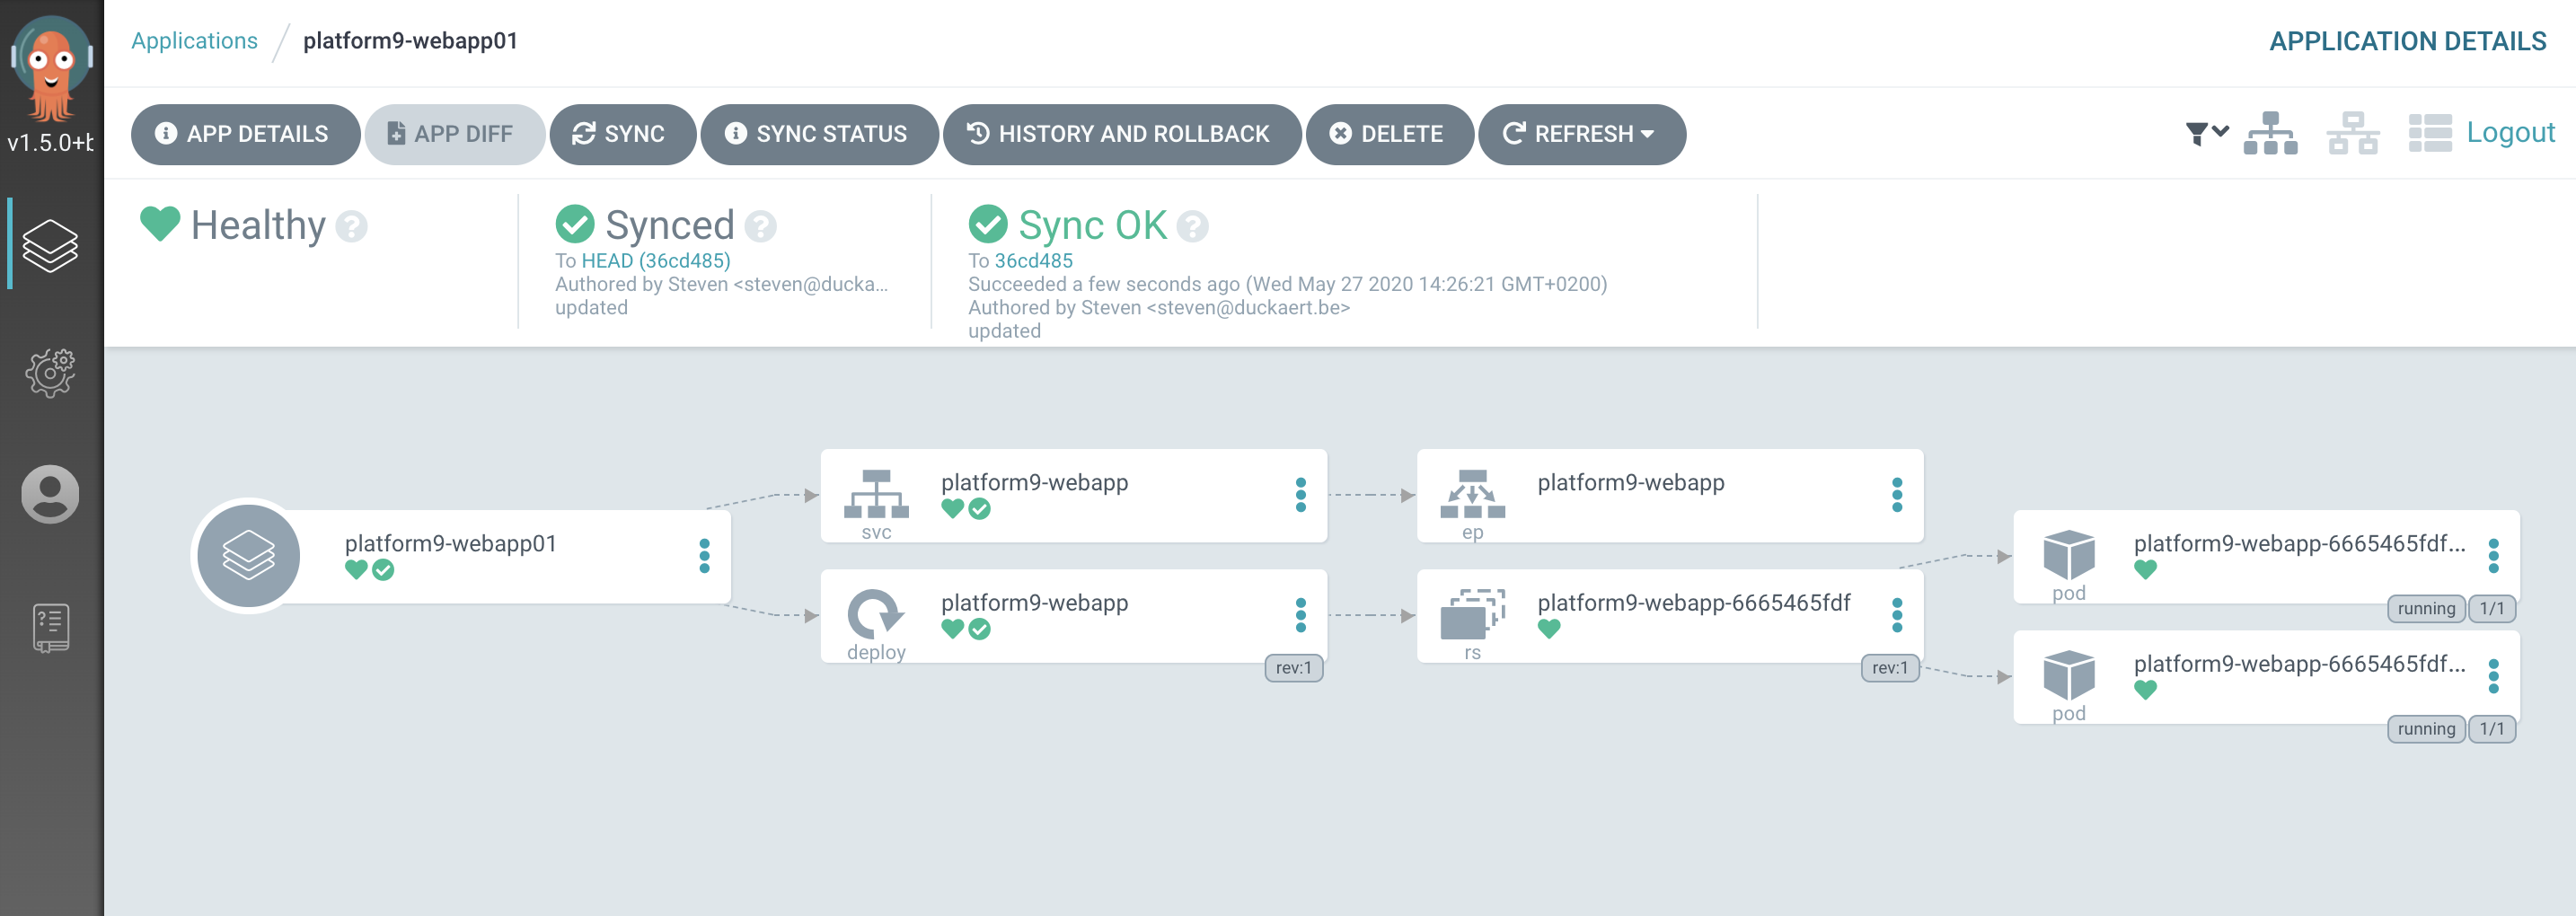 v1.5.0+b
Applications / platform9-webapp01
APPLICATION DETAILS
APP DETAILS
APP DIFF
SYNC
SYNC STATUS
HISTORY AND ROLLBACK
DELETE
REFRESH
Logout
Healthy ?
Synced ?
To HEAD (36cd485)
Authored by Steven <steven@ducka...
updated
Sync OK ?
To 36cd485
Succeeded a few seconds ago (Wed May 27 2020 14:26:21 GMT+0200)
Authored by Steven <steven@duckaert.be>
updated
platform9-webapp01
platform9-webapp
svc
platform9-webapp
deploy
rev:1
platform9-webapp
ep
platform9-webapp-6665465fdf
rs
rev:1
platform9-webapp-6665465fdf...
pod
running 1/1
platform9-webapp-6665465fdf...
pod
running 1/1